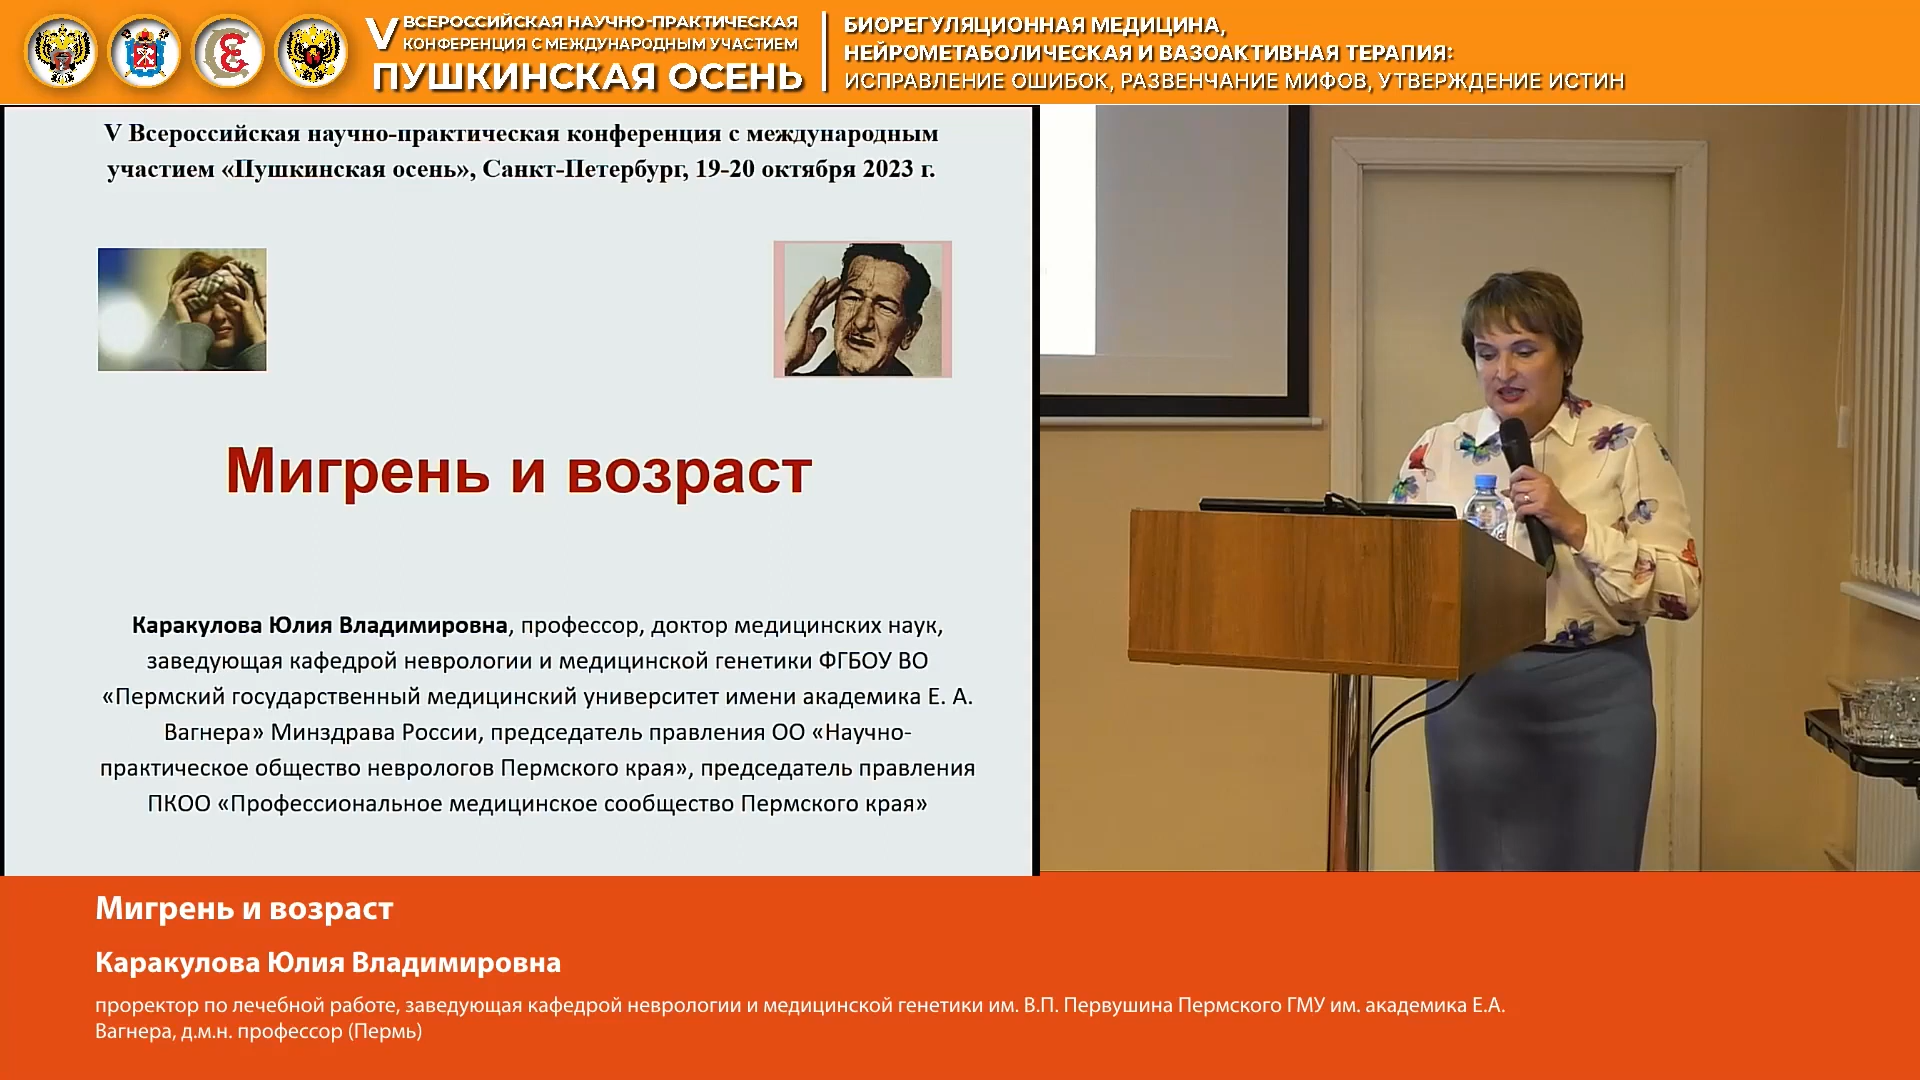 V ВСЕРОССИЙСКАЯ НАУЧНО-ПРАКТИЧЕСКАЯ
КОНФЕРЕНЦИЯ С МЕЖДУНАРОДНЫМ УЧАСТИЕМ
ПУШКИНСКАЯ ОСЕНЬ
БИОРЕГУЛЯЦИОННАЯ МЕДИЦИНА,
НЕЙРОМЕТАБОЛИЧЕСКАЯ И ВАЗОАКТИВНАЯ ТЕРАПИЯ:
ИСПРАВЛЕНИЕ ОШИБОК, РАЗВЕНЧАНИЕ МИФОВ, УТВЕРЖДЕНИЕ ИСТИН
V Всероссийская научно-практическая конференция с международным
участием «Пушкинская осень», Санкт-Петербург, 19-20 октября 2023 г.
Мигрень и возраст
Каракулова Юлия Владимировна, профессор, доктор медицинских наук,
заведующая кафедрой неврологии и медицинской генетики ФГБОУ ВО
«Пермский государственный медицинский университет имени академика Е. А.
Вагнера» Минздрава России, председатель правления ОО «Научно-
практическое общество неврологов Пермского края», председатель правления
ПКОО «Профессиональное медицинское сообщество Пермского края»
Мигрень и возраст
Каракулова Юлия Владимировна
проректор по лечебной работе, заведующая кафедрой неврологии и медицинской генетики им. В.П. Первушина Пермского ГМУ им. академика Е.А.
Вагнера, д.м.н. профессор (Пермь)